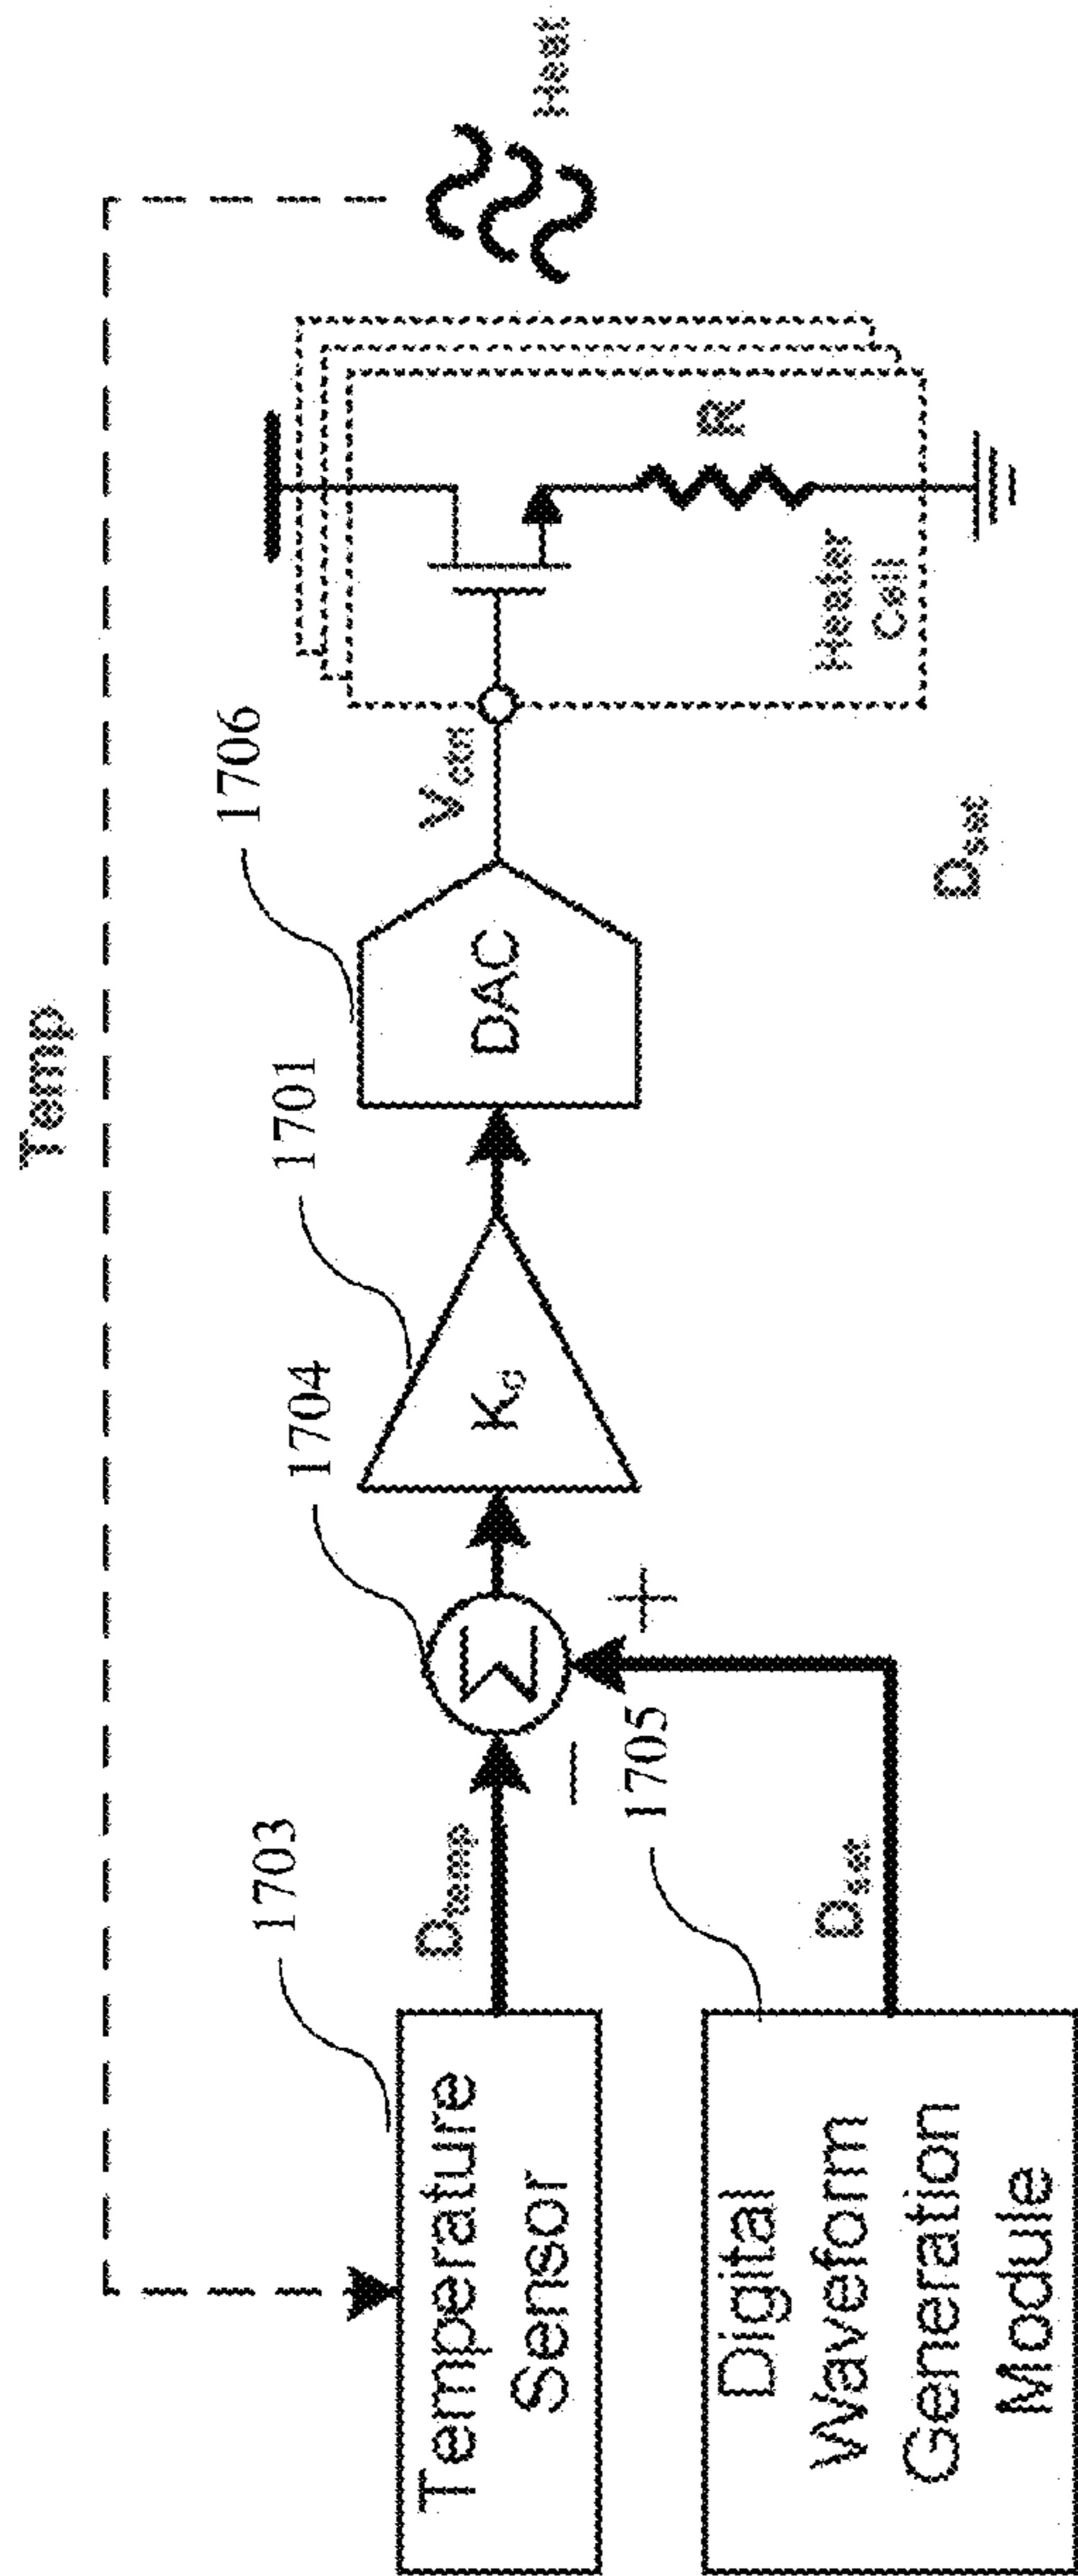 Temp
Heat
1706
1701
1704
1703
1705
Temperature
Sensor
D_temp
Σ
K_o
DAC
V_ctrl
R
Heater
Cell
+
−
Digital
Waveform
Generation
Module
D_set
D_set